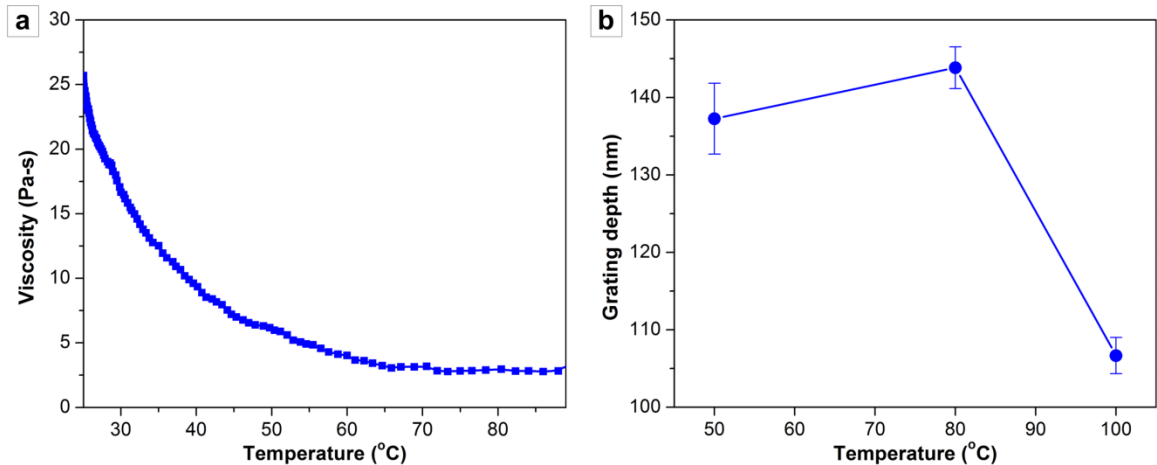 a
30
25
20
15
10
5
0
Viscosity (Pa-s)
30 40 50 60 70 80
Temperature (°C)
b
150
140
130
120
110
100
Grating depth (nm)
50 60 70 80 90 100
Temperature (°C)